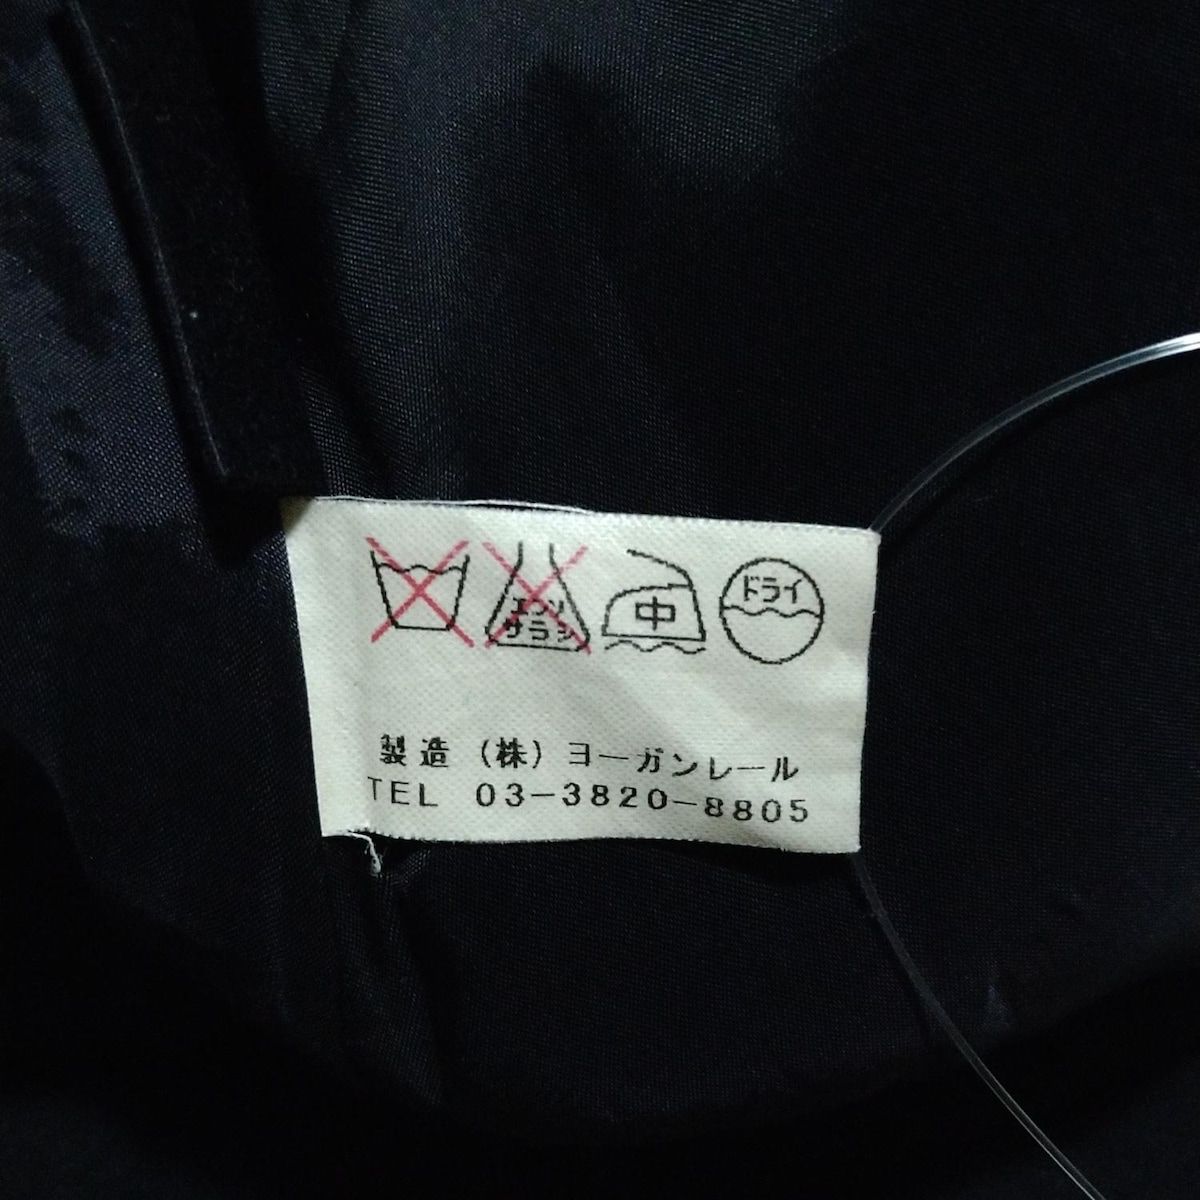 エンソ
サラシ
中
ドライ
製造 (株) ヨーガンレール
TEL 03-3820-8805